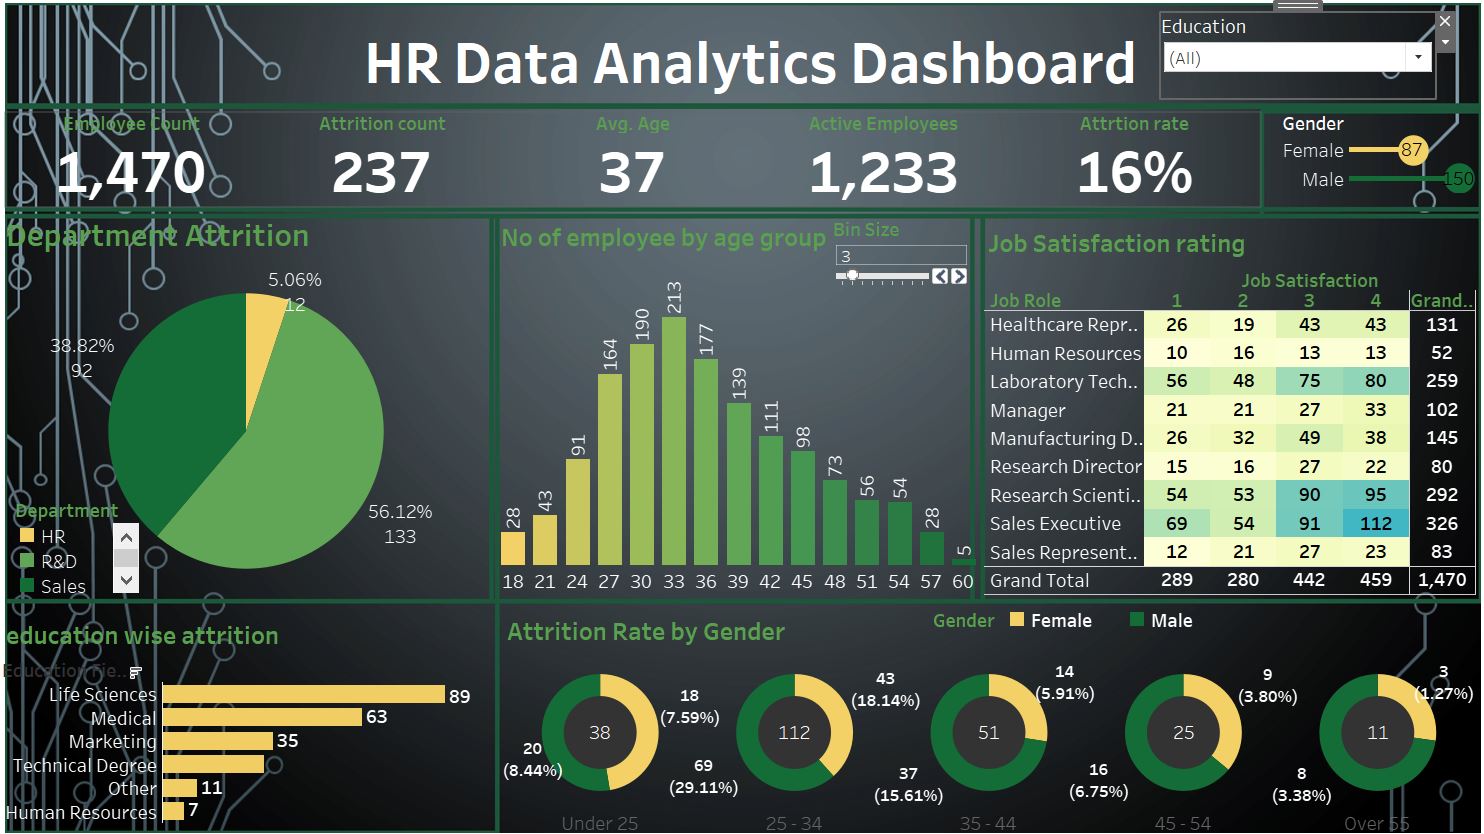 HR Data Analytics Dashboard
Education
(All)
Employee Count
Attrition count
Avg. Age
Active Employees
Attrtion rate
1,470
237
37
1,233
16%
Gender
Female 87
Male 150
Department Attrition
5.06%
12
38.82%
92
56.12%
133
Department
HR
R&D
Sales
No of employee by age group
Bin Size
3
28 43 91 164 190 213 177 139 111 98 73 56 54 28 5
18 21 24 27 30 33 36 39 42 45 48 51 54 57 60
Job Satisfaction rating
Job Satisfaction
Job Role 1 2 3 4 Grand..
Healthcare Repr.. 26 19 43 43 131
Human Resources 10 16 13 13 52
Laboratory Tech.. 56 48 75 80 259
Manager 21 21 27 33 102
Manufacturing D.. 26 32 49 38 145
Research Director 15 16 27 22 80
Research Scienti.. 54 53 90 95 292
Sales Executive 69 54 91 112 326
Sales Represent.. 12 21 27 23 83
Grand Total 289 280 442 459 1,470
education wise attrition
Education Fie..
Life Sciences 89
Medical 63
Marketing 35
Technical Degree
Other 11
Human Resources 7
Attrition Rate by Gender
Gender Female Male
38
18
(7.59%)
20
(8.44%)
Under 25
112
43
(18.14%)
69
(29.11%)
25 - 34
51
14
(5.91%)
37
(15.61%)
35 - 44
25
9
(3.80%)
16
(6.75%)
45 - 54
11
3
(1.27%)
8
(3.38%)
Over 55